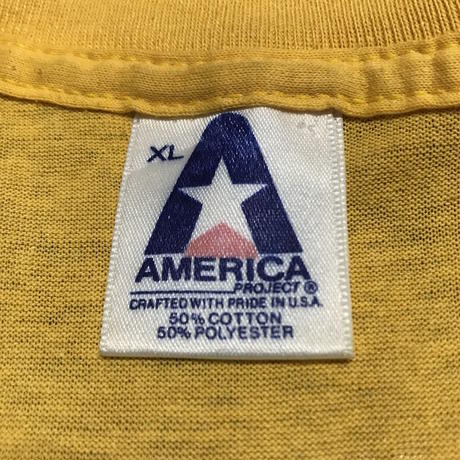 XL
AMERICA
PROJECT ®
CRAFTED WITH PRIDE IN U.S.A.
50% COTTON
50% POLYESTER